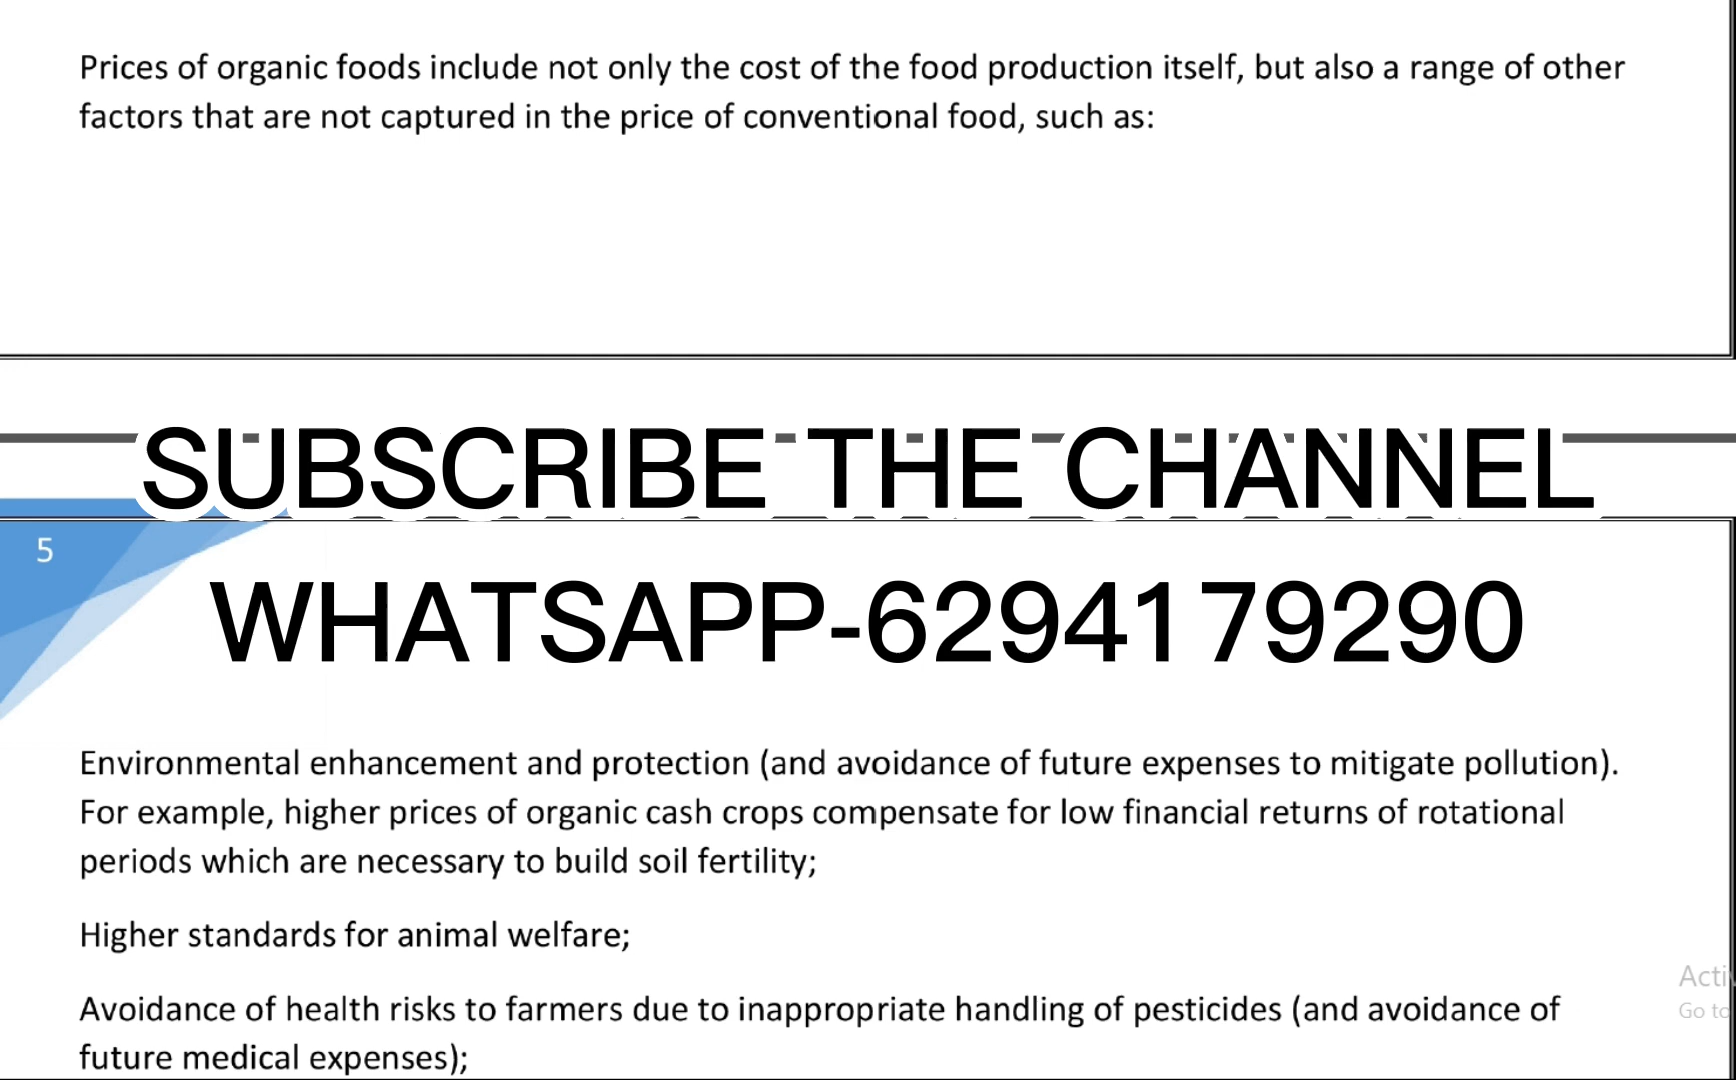 Prices of organic foods include not only the cost of the food production itself, but also a range of other
factors that are not captured in the price of conventional food, such as:
SUBSCRIBE THE CHANNEL
5
WHATSAPP-6294179290
Environmental enhancement and protection (and avoidance of future expenses to mitigate pollution).
For example, higher prices of organic cash crops compensate for low financial returns of rotational
periods which are necessary to build soil fertility;
Higher standards for animal welfare;
Acti
Avoidance of health risks to farmers due to inappropriate handling of pesticides (and avoidance of
Go to
future medical expenses);